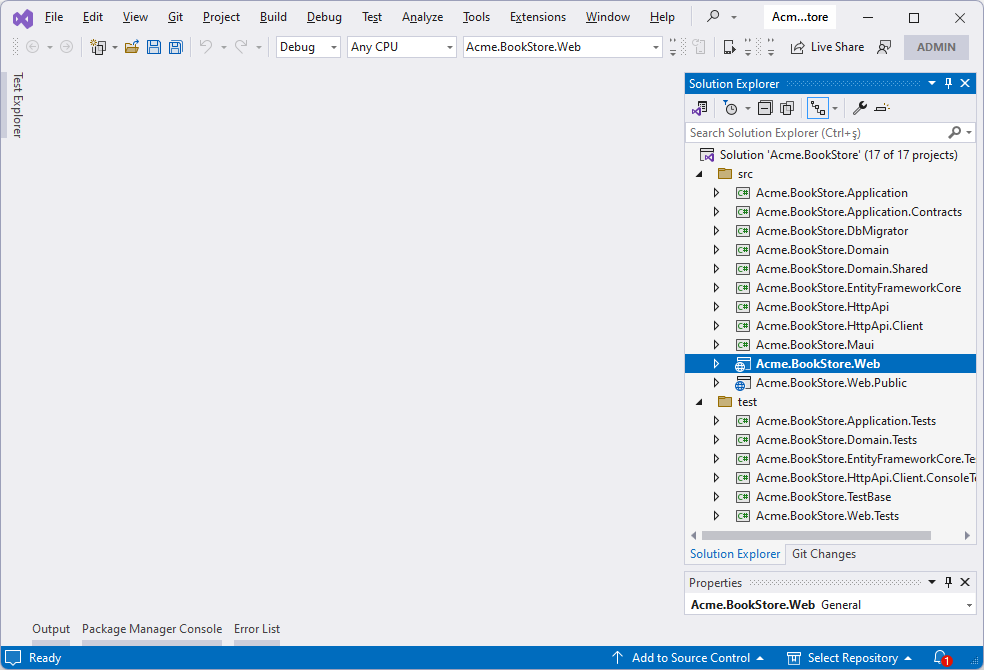 File Edit View Git Project Build Debug Test Analyze Tools Extensions Window Help Acm...tore
Debug Any CPU Acme.BookStore.Web Live Share ADMIN
Test Explorer
Solution Explorer
Search Solution Explorer (Ctrl+ş)
Solution 'Acme.BookStore' (17 of 17 projects)
src
C# Acme.BookStore.Application
C# Acme.BookStore.Application.Contracts
C# Acme.BookStore.DbMigrator
C# Acme.BookStore.Domain
C# Acme.BookStore.Domain.Shared
C# Acme.BookStore.EntityFrameworkCore
C# Acme.BookStore.HttpApi
C# Acme.BookStore.HttpApi.Client
C# Acme.BookStore.Maui
Acme.BookStore.Web
Acme.BookStore.Web.Public
test
C# Acme.BookStore.Application.Tests
C# Acme.BookStore.Domain.Tests
C# Acme.BookStore.EntityFrameworkCore.Te
C# Acme.BookStore.HttpApi.Client.ConsoleTe
C# Acme.BookStore.TestBase
C# Acme.BookStore.Web.Tests
Solution Explorer Git Changes
Properties
Acme.BookStore.Web General
Output Package Manager Console Error List
Ready Add to Source Control Select Repository 1